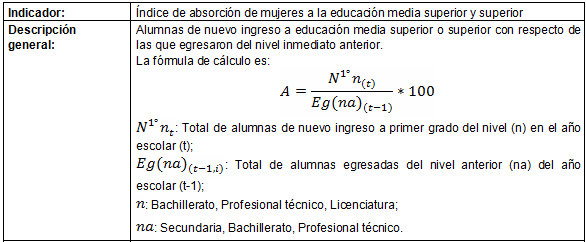 Indicador: Índice de absorción de mujeres a la educación media superior y superior
Descripción general: Alumnas de nuevo ingreso a educación media superior o superior con respecto de
las que egresaron del nivel inmediato anterior.
La fórmula de cálculo es:
A = N^{1°} n_{(t)} / Eg(na)_{(t−1)} * 100
N^{1°} n_t: Total de alumnas de nuevo ingreso a primer grado del nivel (n) en el año
escolar (t);
Eg(na)_{(t−1,i)}: Total de alumnas egresadas del nivel anterior (na) del año
escolar (t-1);
n: Bachillerato, Profesional técnico, Licenciatura;
na: Secundaria, Bachillerato, Profesional técnico.